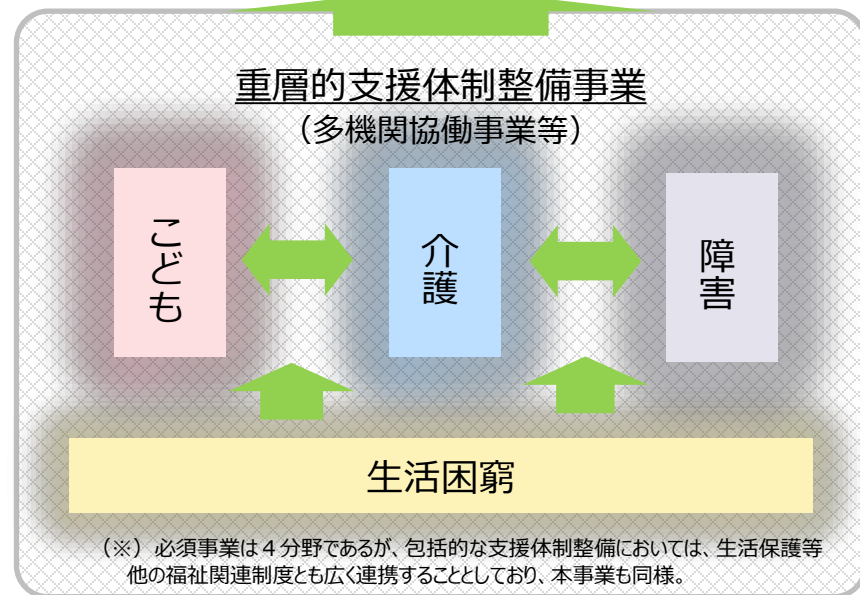 重層的支援体制整備事業
（多機関協働事業等）
こども
介護
障害
生活困窮
（※）必須事業は４分野であるが、包括的な支援体制整備においては、生活保護等
他の福祉関連制度とも広く連携することとしており、本事業も同様。